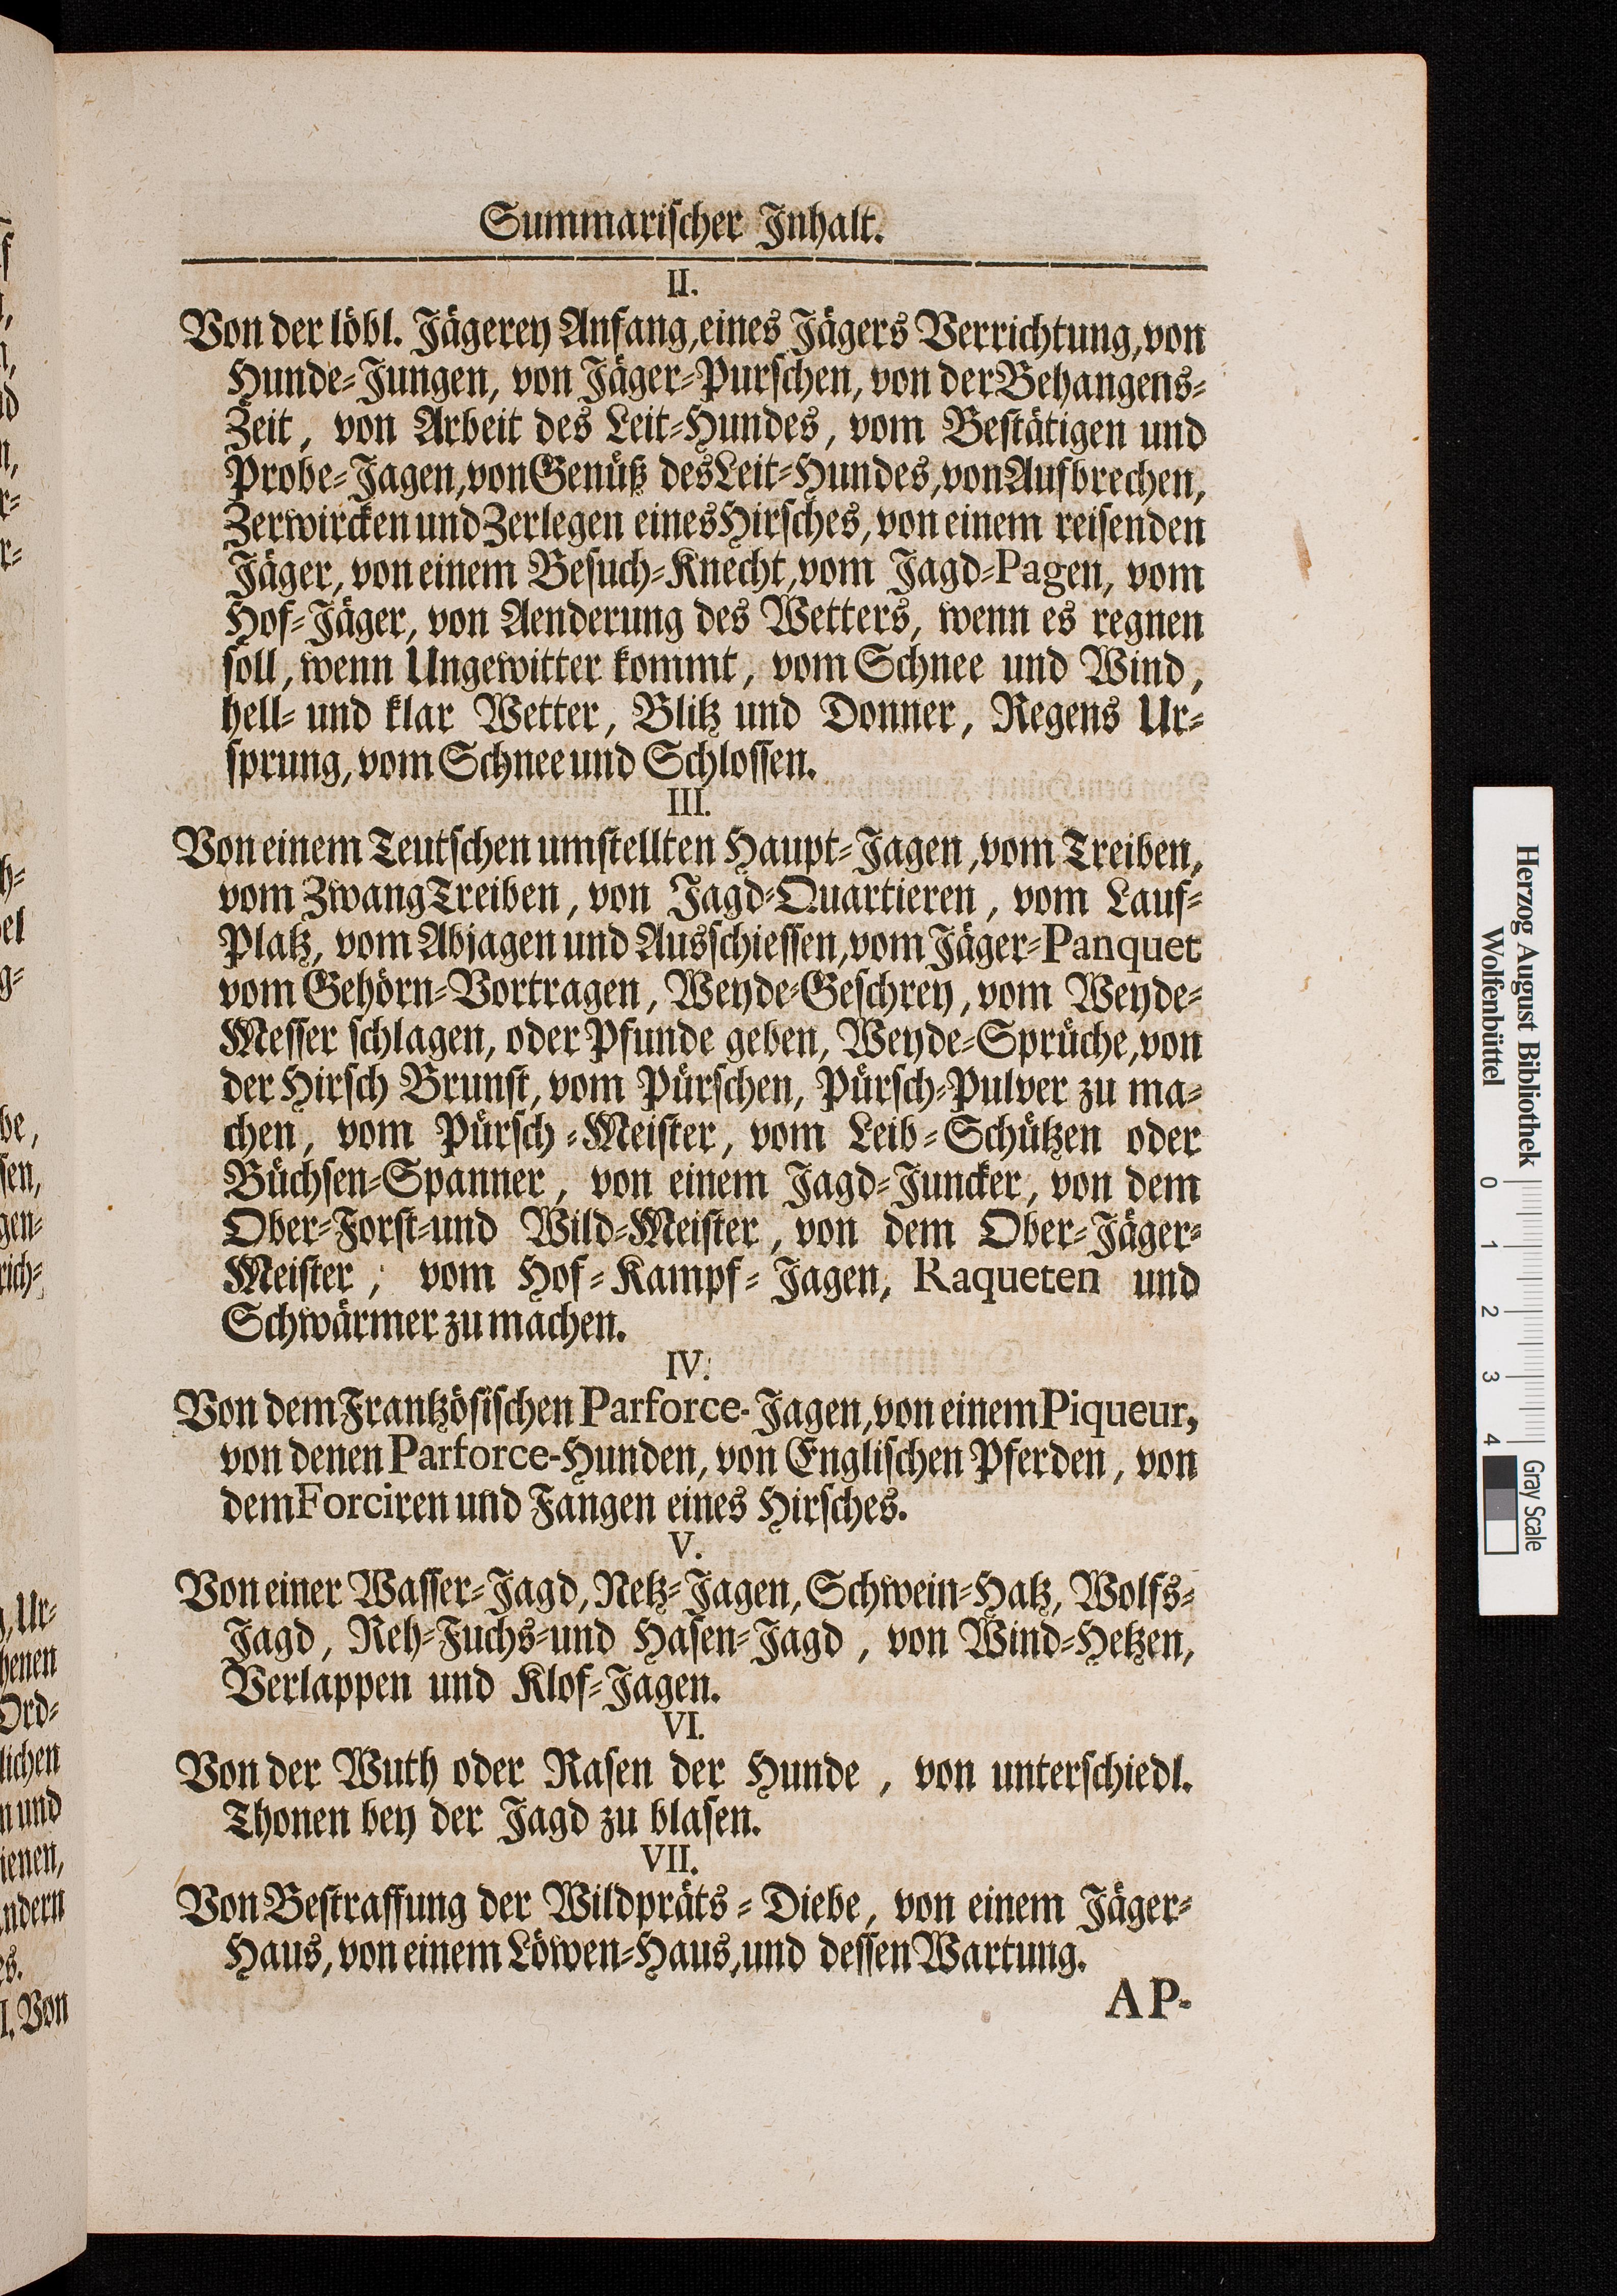 Summarischer Inhalt.
II.
Von der löbl. Jägerey Anfang, eines Jägers Verrichtung, von
Hunde-Jungen, von Jäger-Purschen, von der Behangens-
Zeit, von Arbeit des Leit-Hundes, vom Bestätigen und
Probe-Jagen, von Genüß des Leit-Hundes, von Aufbrechen,
Zerwircken und Zerlegen eines Hirsches, von einem reisenden
Jäger, von einem Besuch-Knecht, vom Jagd-Pagen, vom
Hof-Jäger, von Aenderung des Wetters, wenn es regnen
soll, wenn Ungewitter kommt, vom Schnee und Wind,
hell- und klar Wetter, Blitz und Donner, Regens Ur-
sprung, vom Schnee und Schlossen.
III.
Von einem Teutschen umstellten Haupt-Jagen, vom Treiben,
vom Zwang Treiben, von Jagd-Quartieren, vom Lauf-
Platz, vom Abjagen und Ausschiessen, vom Jäger-Panquet
vom Gehörn-Vortragen, Weyde-Geschrey, vom Weyde-
Messer schlagen, oder Pfunde geben, Weyde-Sprüche, von
der Hirsch Brunst, vom Pürschen, Pürsch-Pulver zu ma-
chen, vom Pürsch-Meister, vom Leib-Schützen oder
Büchsen-Spanner, von einem Jagd-Juncker, von dem
Ober-Forst-und Wild-Meister, von dem Ober-Jäger-
Meister, vom Hof-Kampf-Jagen, Raqueten und
Schwärmer zu machen.
IV.
Von dem Frantzösischen Parforce-Jagen, von einem Piqueur,
von denen Parforce-Hunden, von Englischen Pferden, von
dem Forciren und Fangen eines Hirsches.
V.
Von einer Wasser-Jagd, Netz-Jagen, Schwein-Hatz, Wolfs-
Jagd, Reh-Fuchs-und Hasen-Jagd, von Wind-Hetzen,
Verlappen und Klof-Jagen.
VI.
Von der Wuth oder Rasen der Hunde, von unterschiedl.
Thonen bey der Jagd zu blasen.
VII.
Von Bestraffung der Wildpräts-Diebe, von einem Jäger-
Haus, von einem Löwen-Haus, und dessen Wartung.
AP-
Herzog August Bibliothek
Wolfenbüttel
0 1 2 3 4
Gray Scale